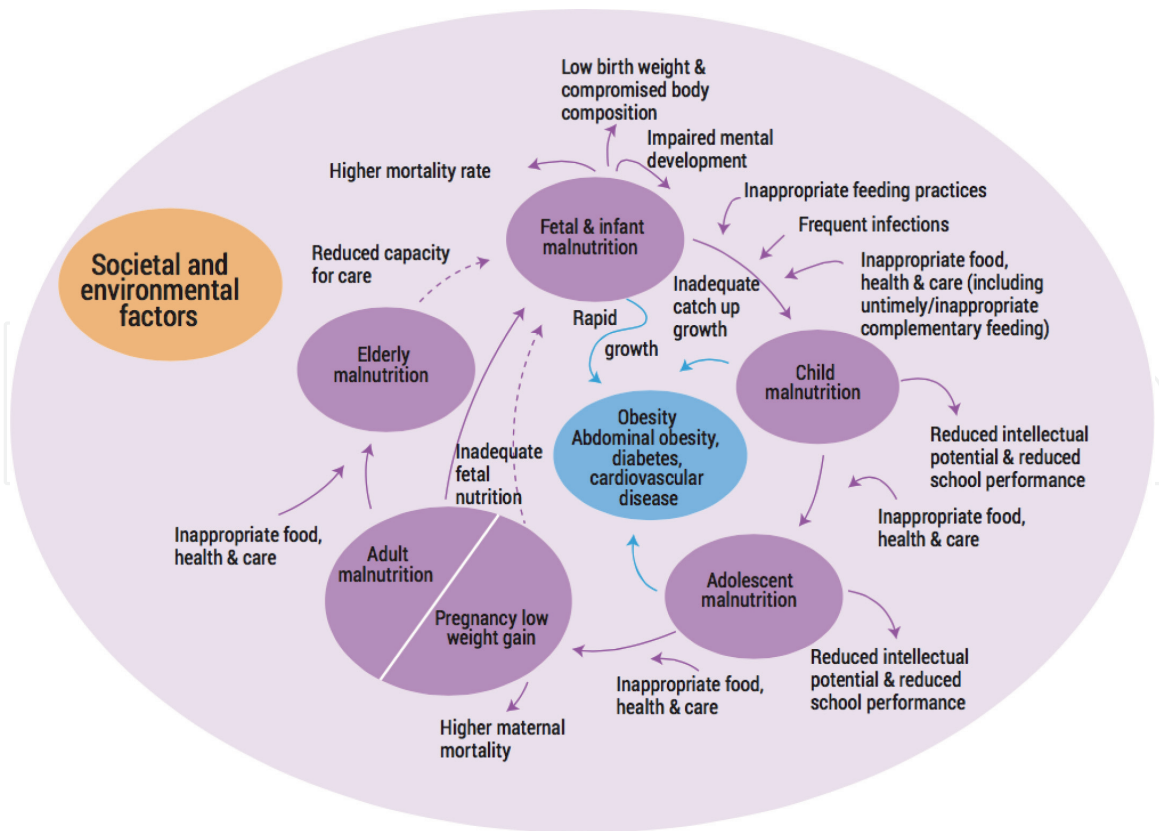 Low birth weight &
compromised body
composition
Impaired mental
development
Higher mortality rate
Inappropriate feeding practices
Fetal & infant
malnutrition
Frequent infections
Societal and
environmental
factors
Reduced capacity
for care
Inappropriate food,
health & care (including
untimely/inappropriate
complementary feeding)
Inadequate
catch up
growth
Rapid
growth
Elderly
malnutrition
Child
malnutrition
Obesity
Abdominal obesity,
diabetes,
cardiovascular
disease
Reduced intellectual
potential & reduced
school performance
Inadequate
fetal
nutrition
Inappropriate food,
health & care
Inappropriate food,
health & care
Adult
malnutrition
Pregnancy low
weight gain
Adolescent
malnutrition
Reduced intellectual
potential & reduced
school performance
Inappropriate food,
health & care
Higher maternal
mortality